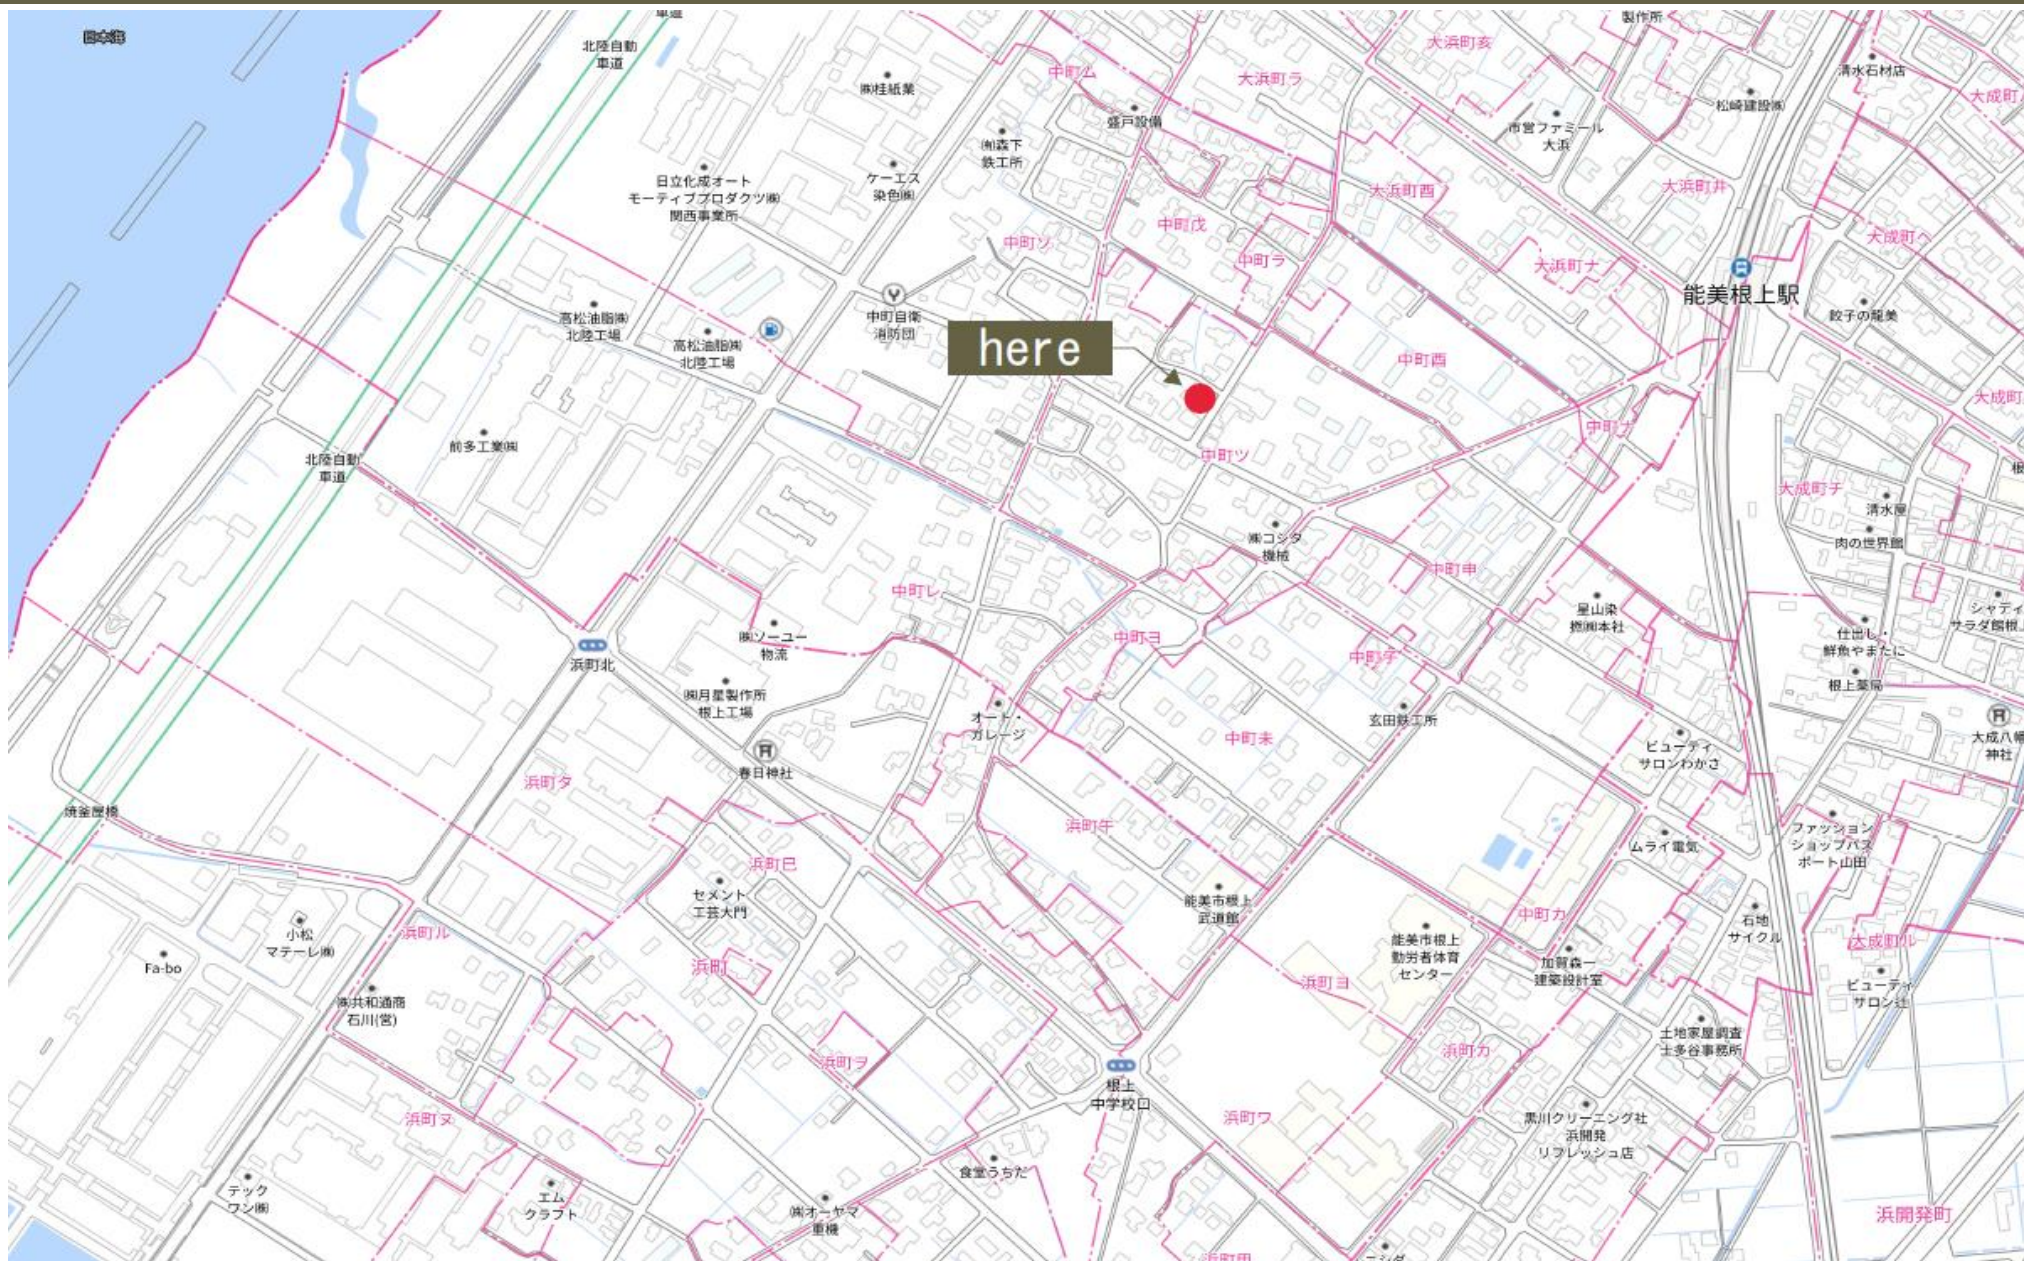 日本海
車道
製作所
北陸自動
車道
㈱桂紙業
中町ム
大浜町ラ
大浜町亥
清水石材店
大成町
松崎建設㈱
市営ファミール
大浜
盛戸設備
㈲森下
鉄工所
日立化成オート
モーティブプロダクツ㈱
関西事業所
ケーエス
染色㈱
大浜町酉
大浜町井
中町戊
中町ソ
中町ラ
大浜町ナ
大成町ヘ
能美根上駅
餃子の龍美
高松油脂㈱
北陸工場
高松油脂㈱
北陸工場
中町自衛
消防団
here
中町酉
大成町
中町ナ
前多工業㈱
北陸自動
車道
中町ツ
根
大成町チ
清水屋
肉の世界館
㈱コシタ
機械
中町申
中町レ
星山染
撚㈱本社
シャディ
サラダ館根上
仕出し・
鮮魚やまたに
根上薬局
㈱ソーユー
物流
浜町北
中町ヨ
中町子
㈱月星製作所
根上工場
オート・
ガレージ
玄田鉄工所
中町未
ビューティ
サロンわかさ
大成八幡
神社
春日神社
浜町タ
焼釜屋橋
浜町午
ファッション
ショップパス
ポート山田
ムライ電気
浜町巳
セメント
工芸大門
能美市根上
武道館
中町カ
石地
サイクル
小松
マテーレ㈱
浜町ル
Fa-bo
浜町
能美市根上
勤労者体育
センター
加賀森一
建築設計室
大成町ル
浜町ヨ
ビューティ
サロン辻
㈱共和通商
石川(営)
土地家屋調査
士多谷事務所
浜町ヲ
浜町カ
根上
中学校口
浜町ヌ
浜町ワ
黒川クリーニング社
浜開発
リフレッシュ店
食堂うちだ
テック
ワン㈱
エム
クラフト
㈱オーヤマ
重機
浜開発町